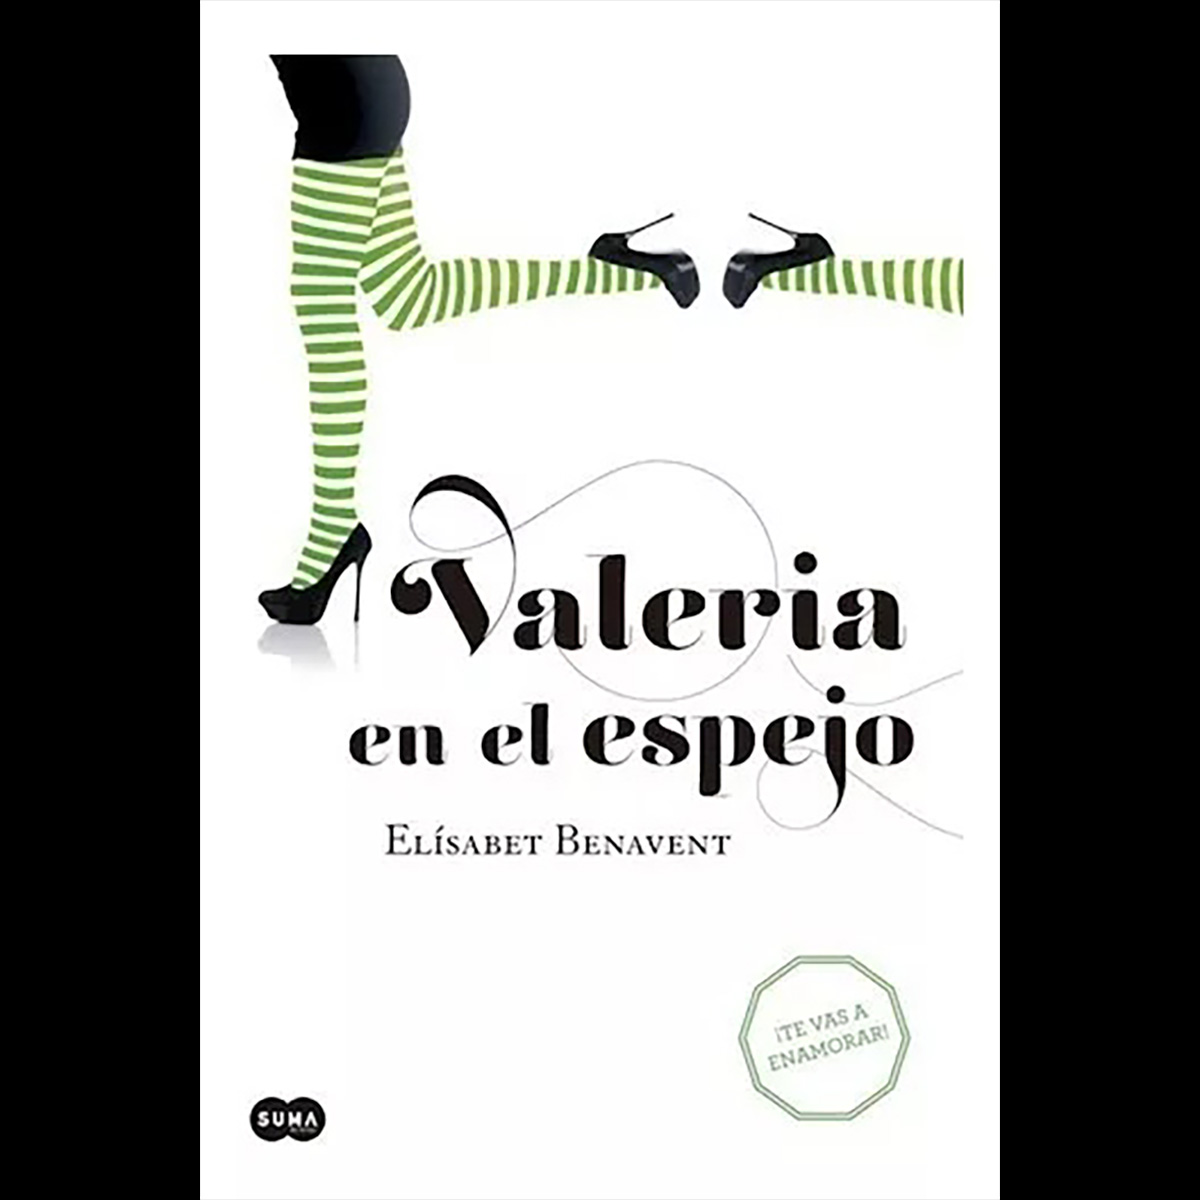 Valeria
en el espejo
Elísabet Benavent
¡TE VAS A
ENAMORAR!
SUMA